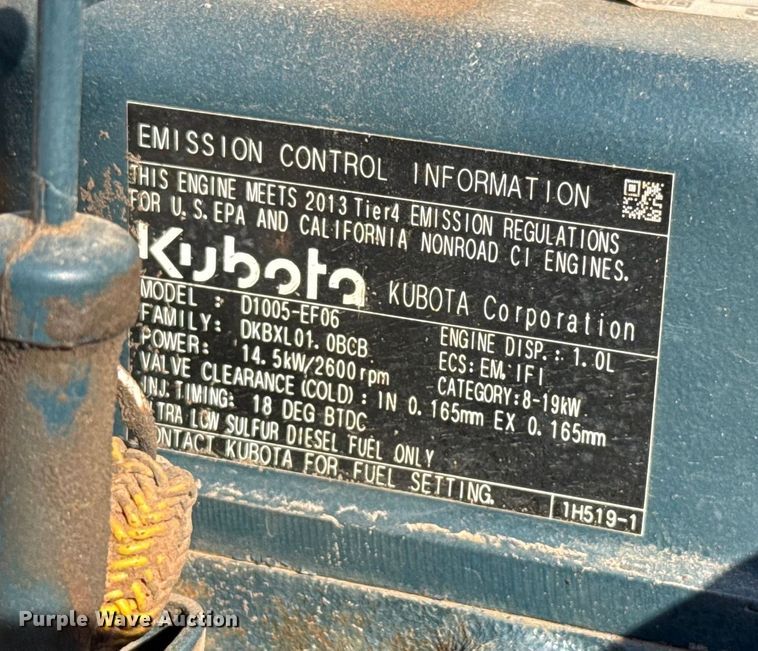 EMISSION CONTROL INFORMATION
THIS ENGINE MEETS 2013 Tier4 EMISSION REGULATIONS
FOR U.S.EPA AND CALIFORNIA NONROAD CI ENGINES.
Kubota KUBOTA Corporation
MODEL : D1005-EF06
FAMILY: DKBXL01.0BCB ENGINE DISP.: 1.0L
POWER: 14.5kW/2600rpm ECS: EM, IFI
CATEGORY:8-19kW
VALVE CLEARANCE(COLD): IN 0.165mm EX 0.165mm
INJ.TIMING: 18 DEG BTDC
LOW SULFUR DIESEL FUEL ONLY
CONTACT KUBOTA FOR FUEL SETTING.
1H519-1
Purple Wave Auction